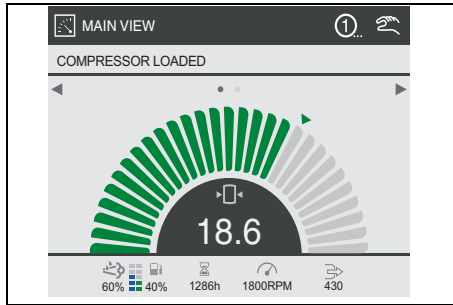 MAIN VIEW
1...
COMPRESSOR LOADED
18.6
60% 40% 1286h 1800RPM 430